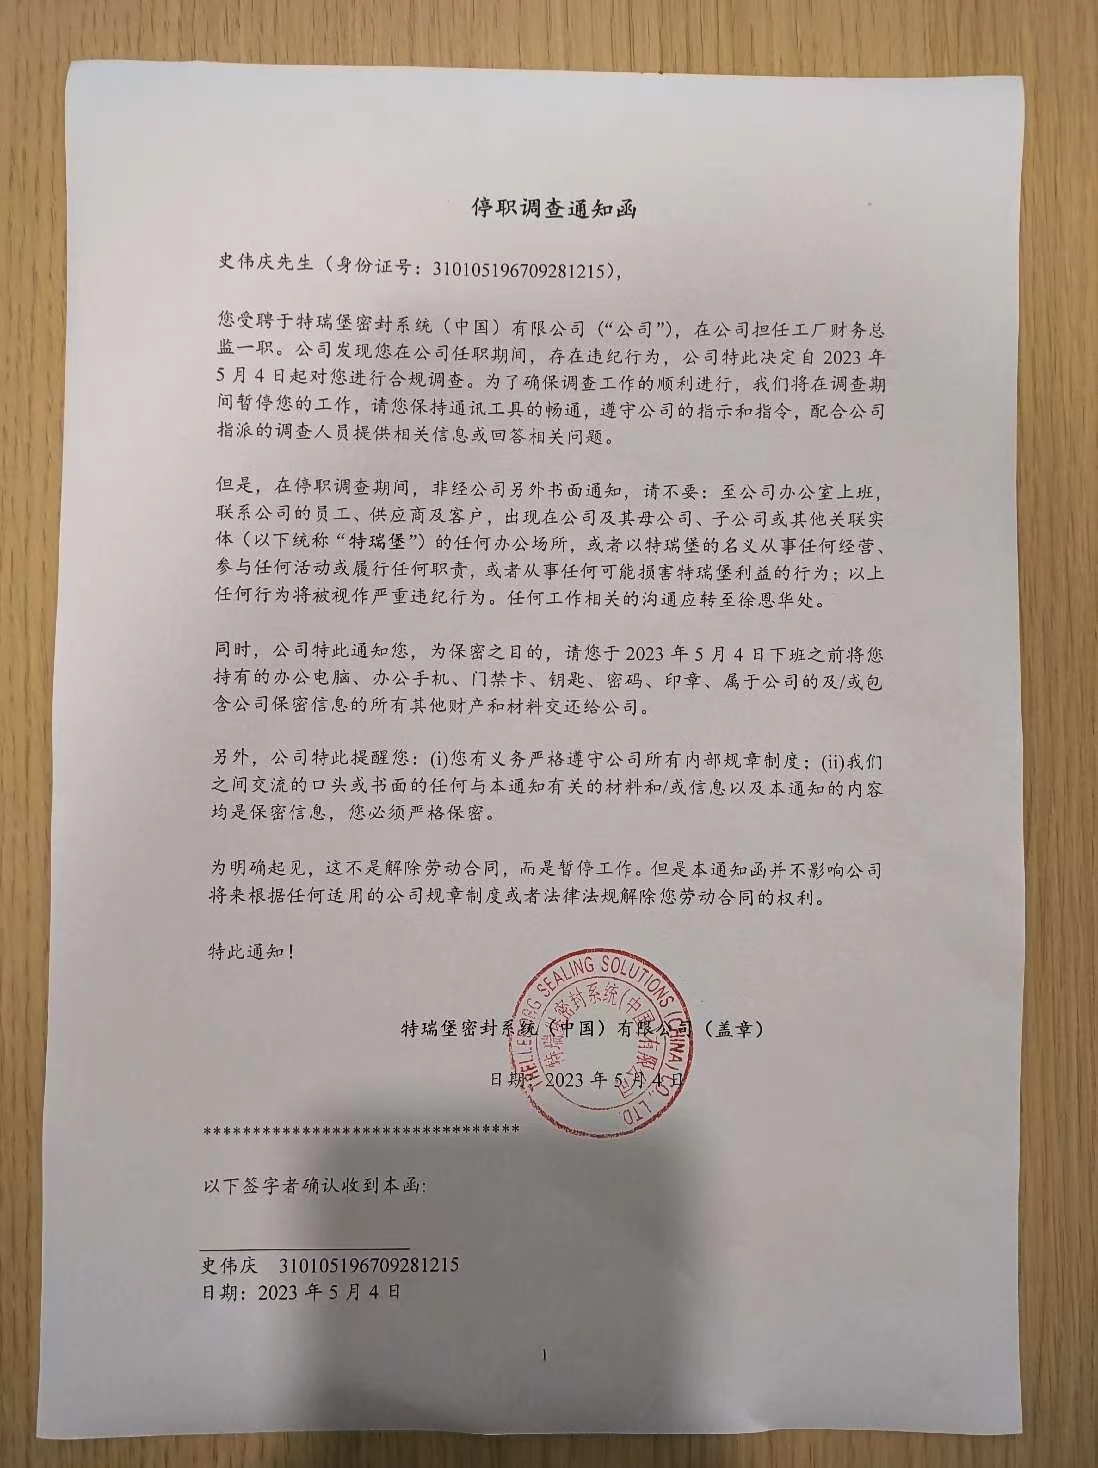 停职调查通知函
史伟庆先生（身份证号：310105196709281215），
您受聘于特瑞堡密封系统（中国）有限公司（“公司”），在公司担任工厂财务总
监一职。公司发现您在公司任职期间，存在违纪行为，公司特此决定自 2023 年
5 月 4 日起对您进行合规调查。为了确保调查工作的顺利进行，我们将在调查期
间暂停您的工作，请您保持通讯工具的畅通，遵守公司的指示和指令，配合公司
指派的调查人员提供相关信息或回答相关问题。
但是，在停职调查期间，非经公司另外书面通知，请不要：至公司办公室上班，
联系公司的员工、供应商及客户，出现在公司及其母公司、子公司或其他关联实
体（以下统称“特瑞堡”）的任何办公场所，或者以特瑞堡的名义从事任何经营、
参与任何活动或履行任何职责，或者从事任何可能损害特瑞堡利益的行为；以上
任何行为将被视作严重违纪行为。任何工作相关的沟通应转至徐恩华处。
同时，公司特此通知您，为保密之目的，请您于 2023 年 5 月 4 日下班之前将您
持有的办公电脑、办公手机、门禁卡、钥匙、密码、印章、属于公司的及/或包
含公司保密信息的所有其他财产和材料交还给公司。
另外，公司特此提醒您：(i)您有义务严格遵守公司所有内部规章制度；(ii)我们
之间交流的口头或书面的任何与本通知有关的材料和/或信息以及本通知的内容
均是保密信息，您必须严格保密。
为明确起见，这不是解除劳动合同，而是暂停工作。但是本通知函并不影响公司
将来根据任何适用的公司规章制度或者法律法规解除您劳动合同的权利。
特此通知！
特瑞堡密封系统（中国）有限公司（盖章）
日期：2023 年 5 月 4 日
TRELLEBORG SEALING SOLUTIONS (CHINA) CO., LTD.
特瑞堡密封系统(中国)有限公司
********************************
以下签字者确认收到本函：
史伟庆 310105196709281215
日期：2023 年 5 月 4 日
1